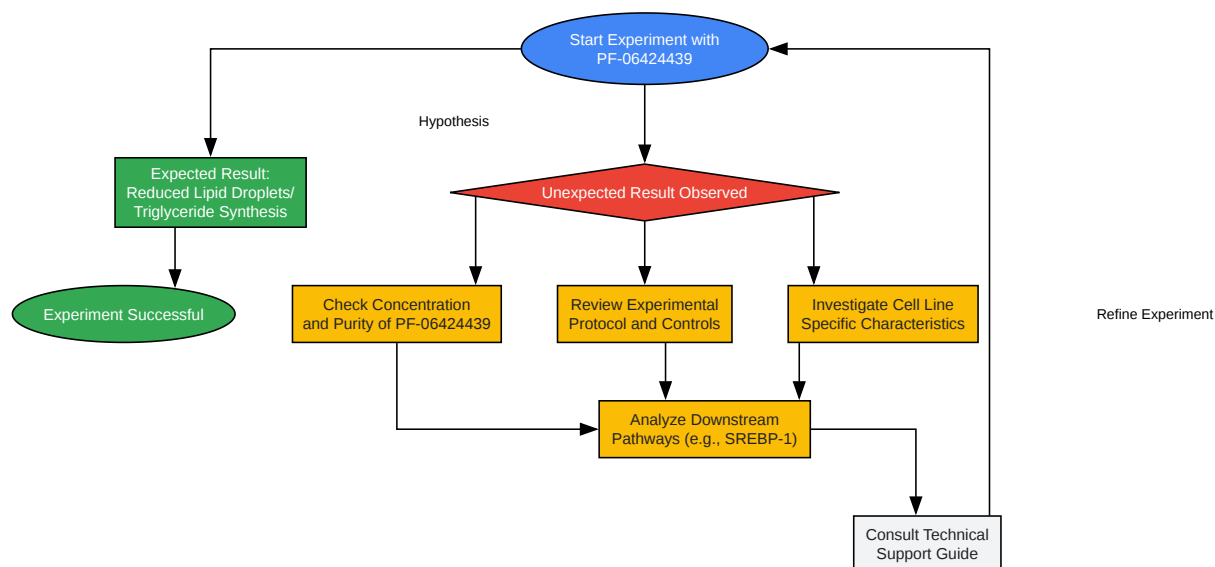 Start Experiment with
PF-06424439
Hypothesis
Expected Result:
Reduced Lipid Droplets/
Triglyceride Synthesis
Unexpected Result Observed
Experiment Successful
Check Concentration
and Purity of PF-06424439
Review Experimental
Protocol and Controls
Investigate Cell Line
Specific Characteristics
Refine Experiment
Analyze Downstream
Pathways (e.g., SREBP-1)
Consult Technical
Support Guide